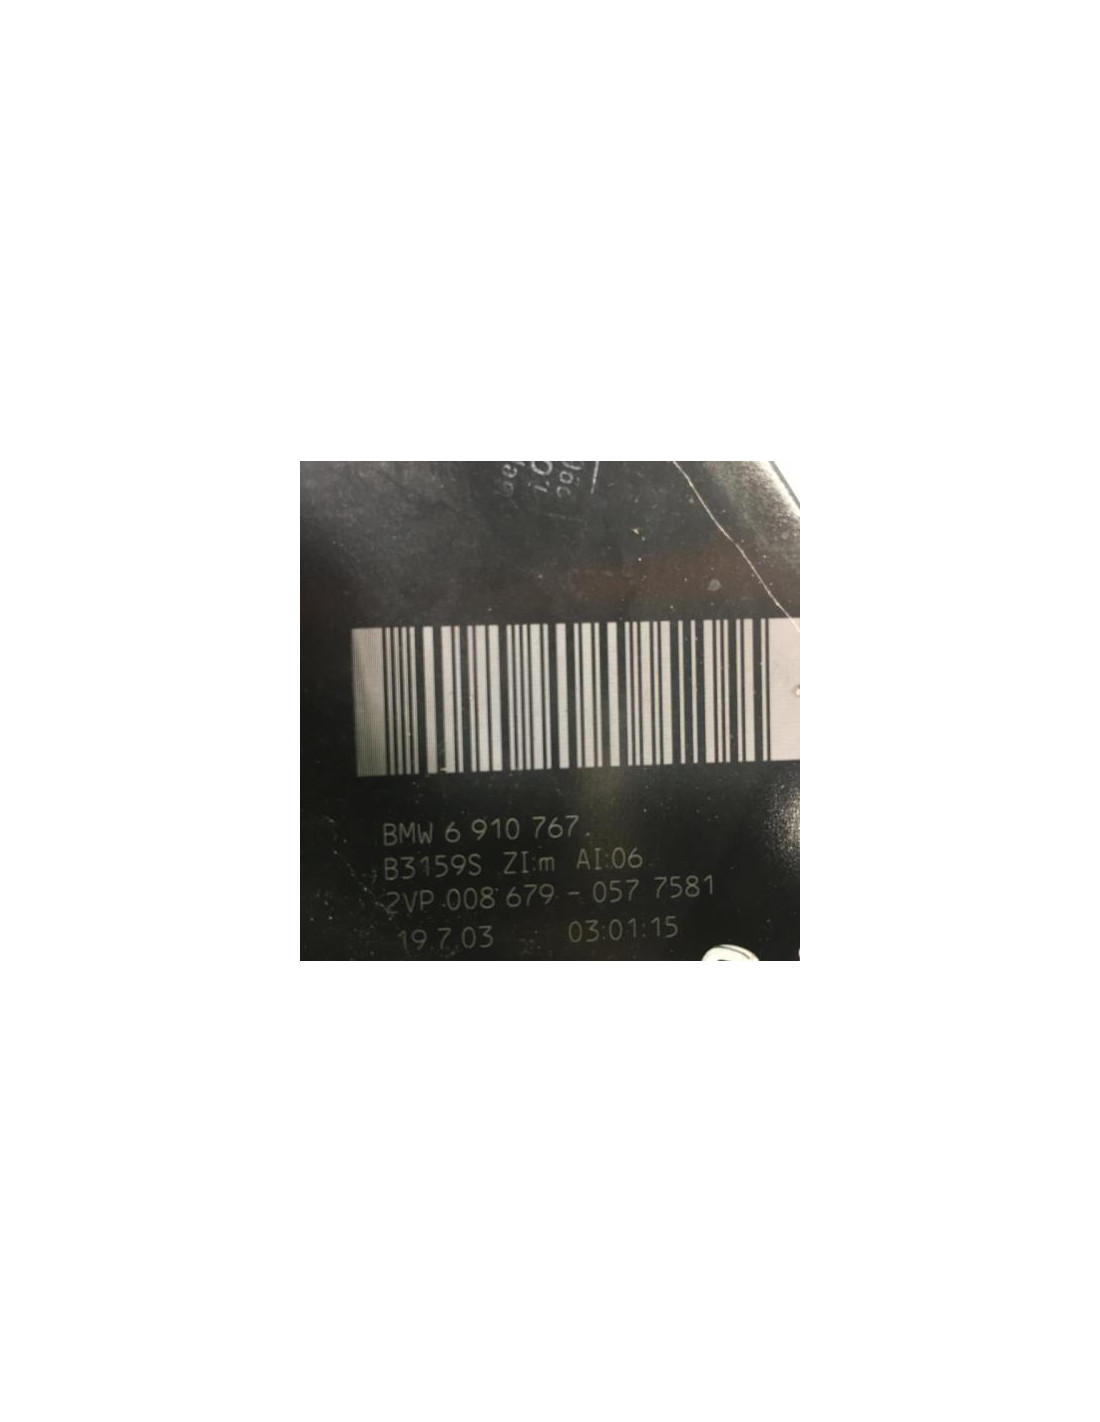 BMW 6 910 767
B3159S ZI:m AI:06
2VP 008 679 - 057 7581
19.7.03 03:01:15